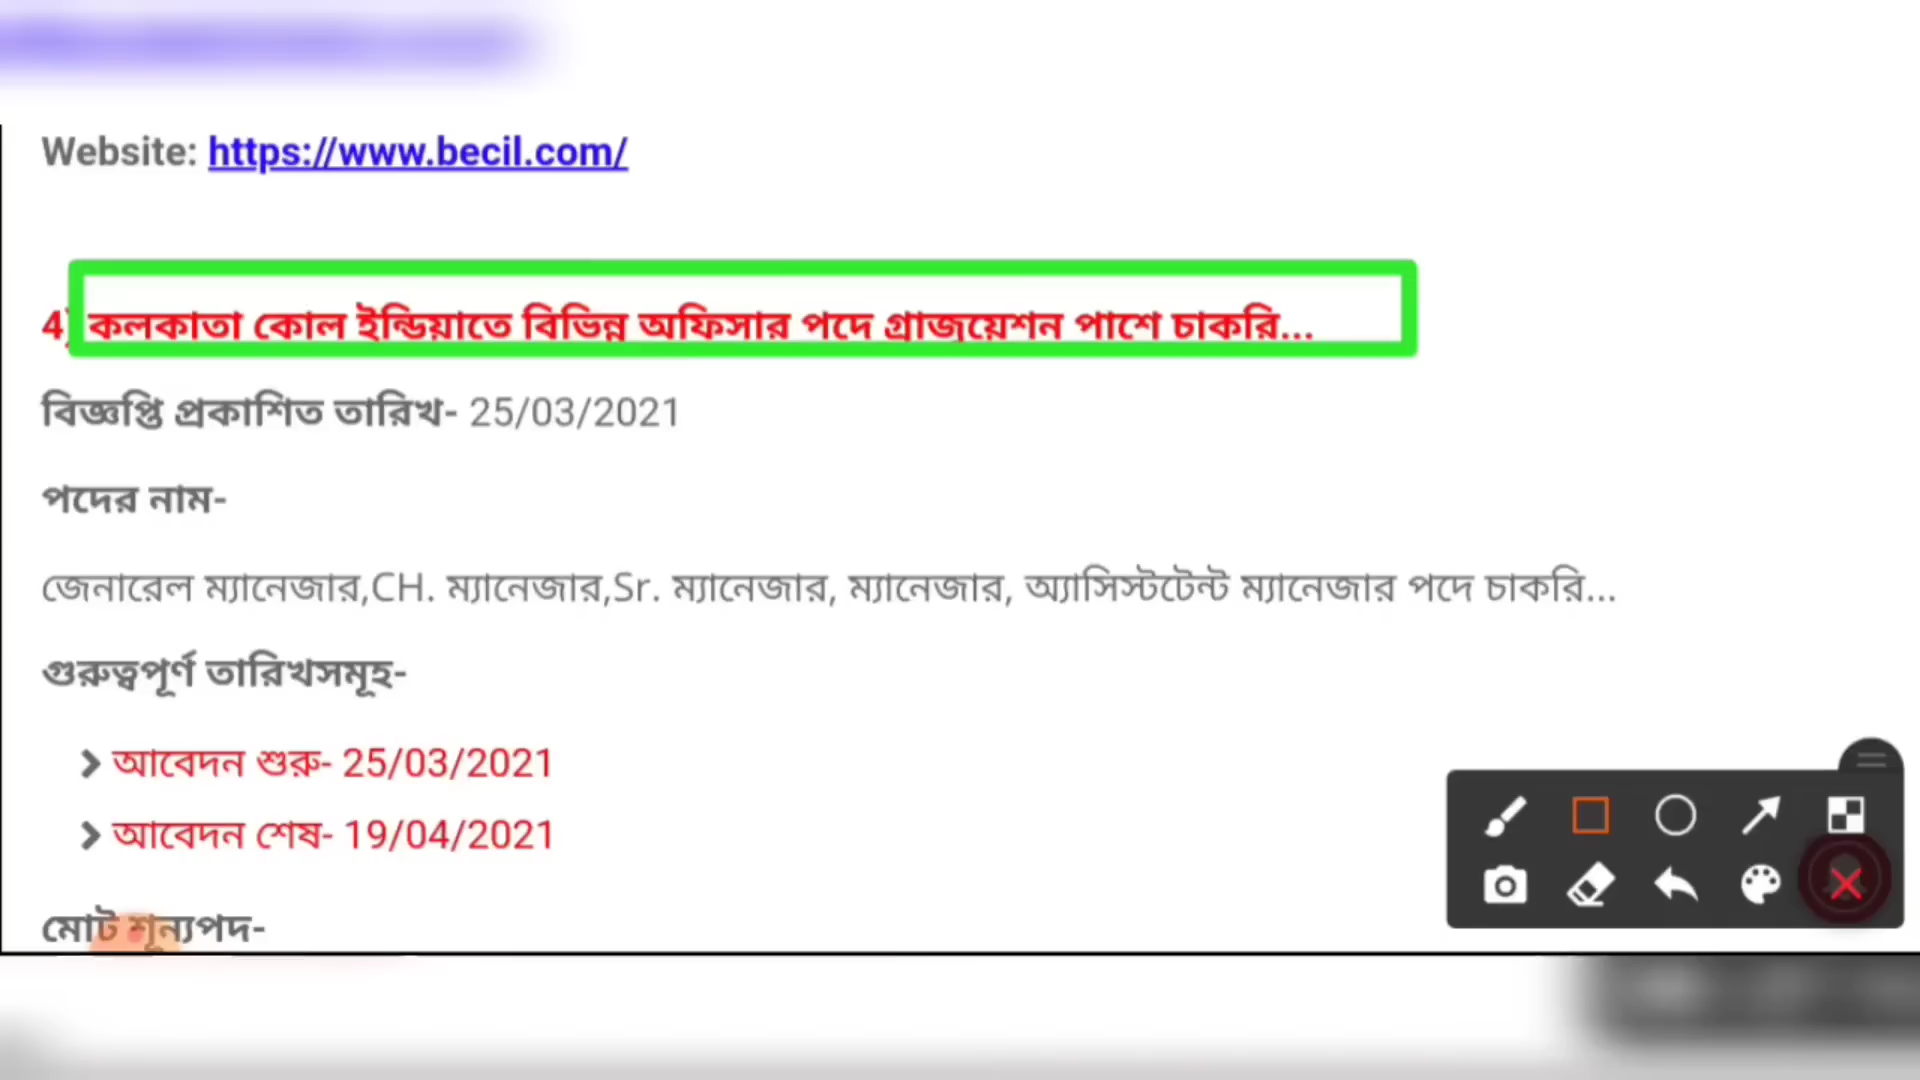 Website: https://www.becil.com/
4) কলকাতা কোল ইন্ডিয়াতে বিভিন্ন অফিসার পদে গ্রাজয়েশন পাশে চাকরি...
বিজ্ঞপ্তি প্রকাশিত তারিখ- 25/03/2021
পদের নাম-
জেনারেল ম্যানেজার,CH. ম্যানেজার,Sr. ম্যানেজার, ম্যানেজার, অ্যাসিস্টটেন্ট ম্যানেজার পদে চাকরি...
গুরুত্বপূর্ণ তারিখসমূহ-
আবেদন শুরু- 25/03/2021
আবেদন শেষ- 19/04/2021
মোট শূন্যপদ-